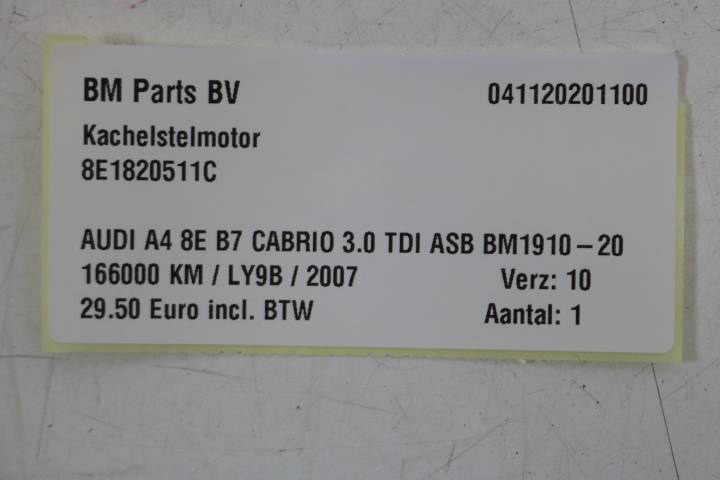 BM Parts BV 041120201100
Kachelstelmotor
8E1820511C
AUDI A4 8E B7 CABRIO 3.0 TDI ASB BM1910-20
166000 KM / LY9B / 2007 Verz: 10
29.50 Euro incl. BTW Aantal: 1